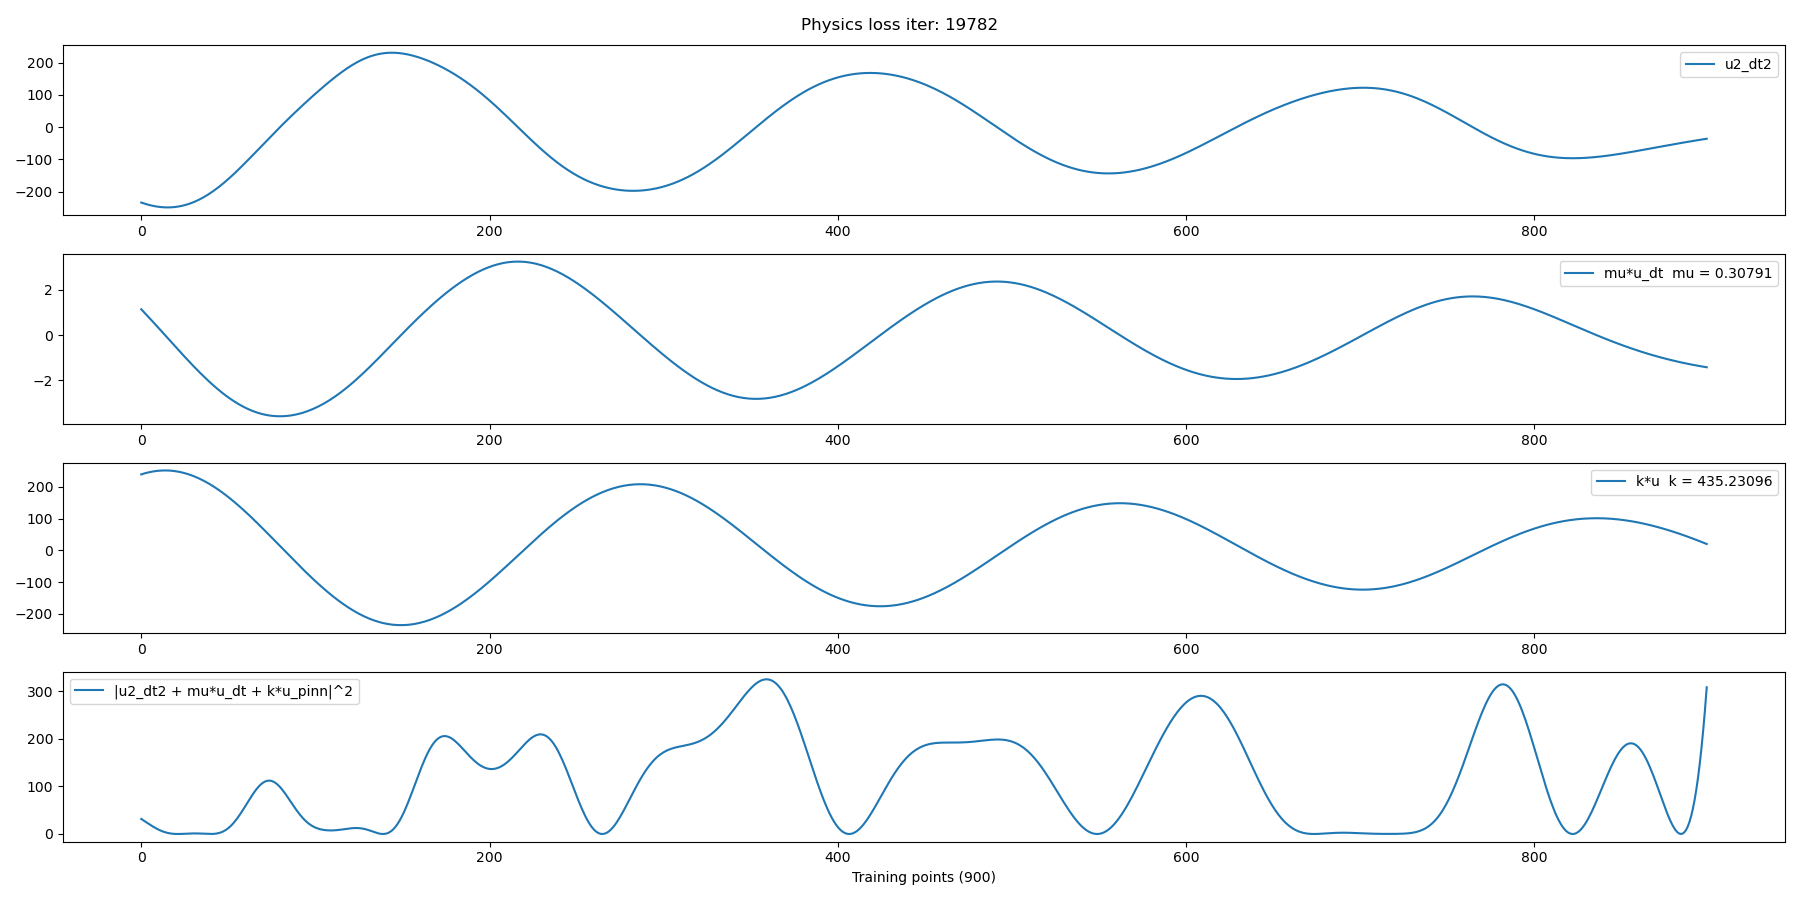 Physics loss iter: 19782
200
100
0
−100
−200
u2_dt2
0 200 400 600 800
2
0
−2
mu*u_dt mu = 0.30791
0 200 400 600 800
200
100
0
−100
−200
k*u k = 435.23096
0 200 400 600 800
300
200
100
0
|u2_dt2 + mu*u_dt + k*u_pinn|^2
0 200 400 600 800
Training points (900)